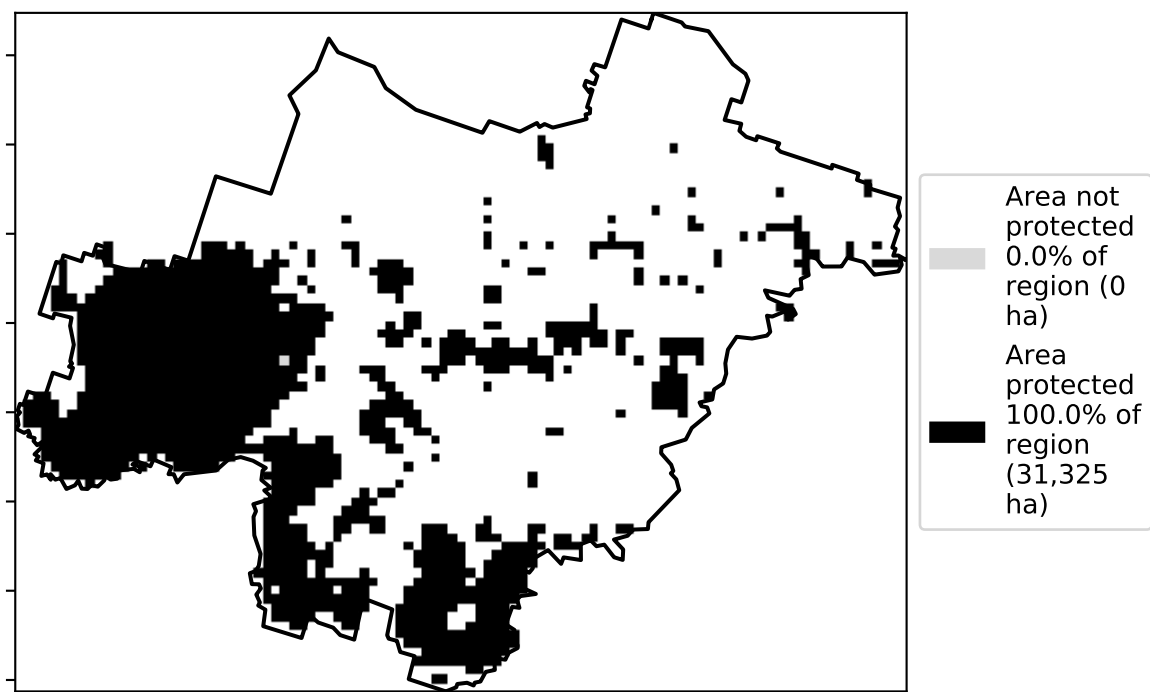 Area not
protected
0.0% of
region (0
ha)
Area
protected
100.0% of
region
(31,325
ha)